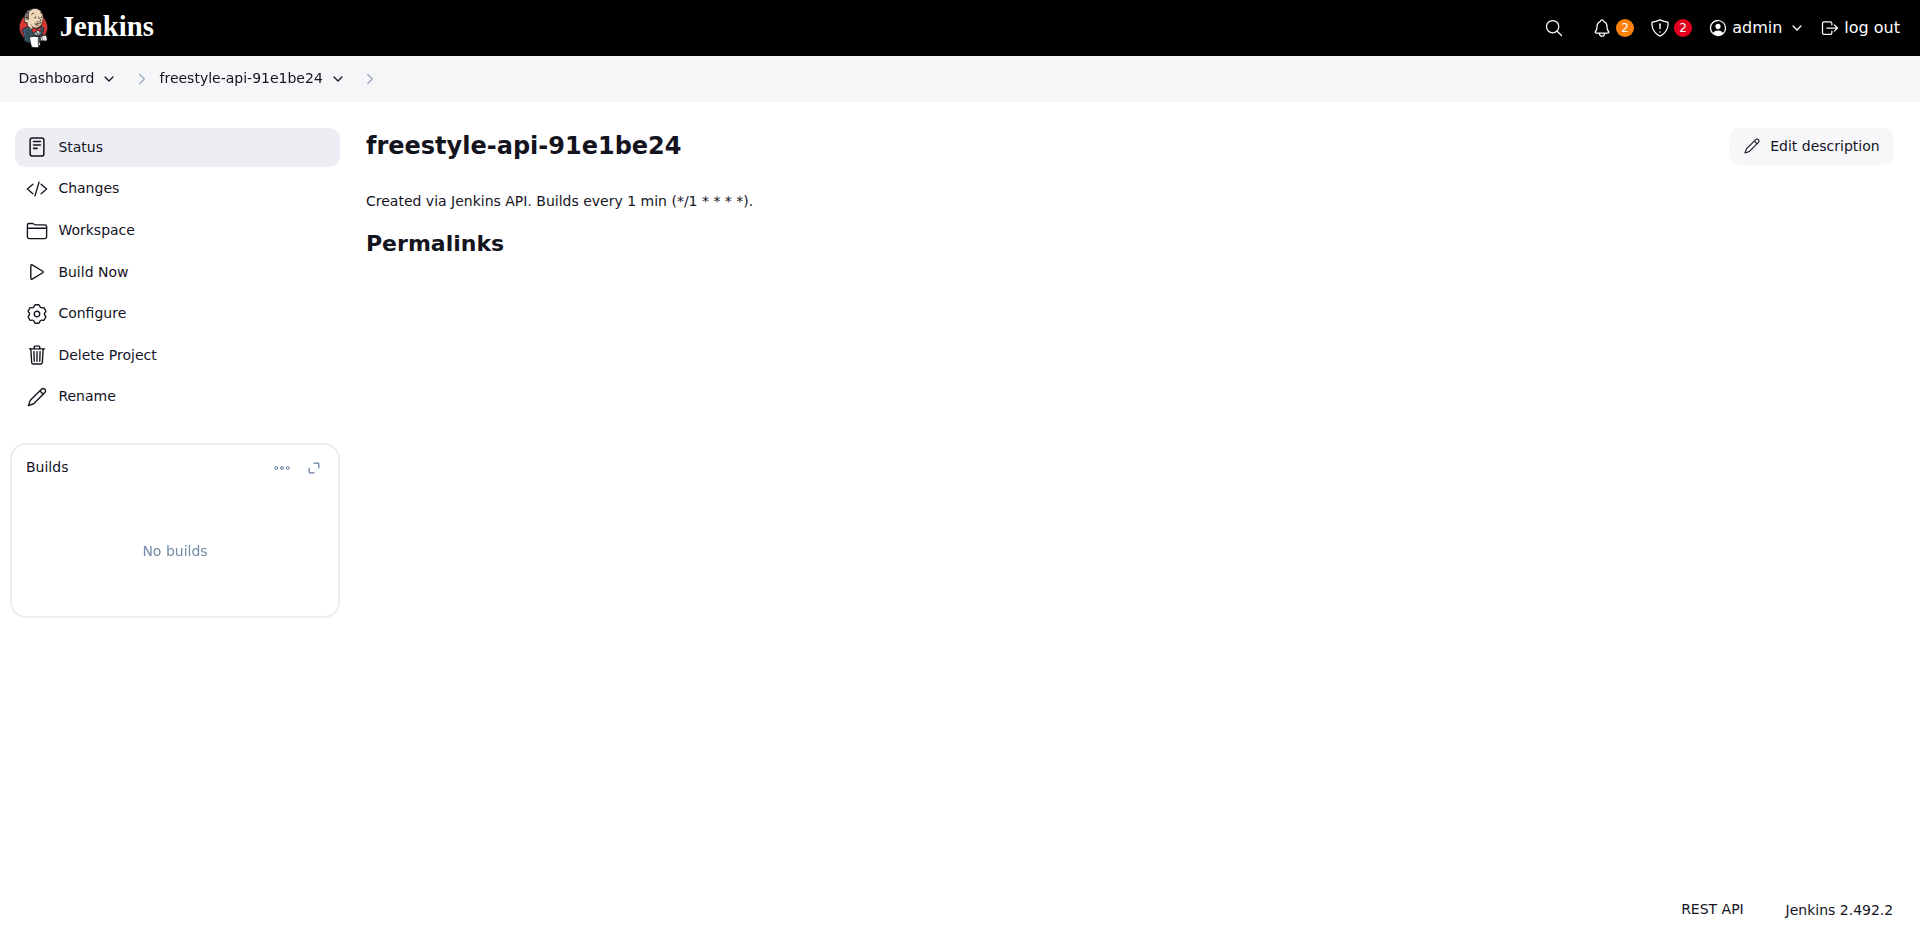 Jenkins
2
2
admin
log out
Dashboard
freestyle-api-91e1be24
Status
Changes
Workspace
Build Now
Configure
Delete Project
Rename
Builds
No builds
freestyle-api-91e1be24
Edit description
Created via Jenkins API. Builds every 1 min (*/1 * * * *).
Permalinks
REST API
Jenkins 2.492.2